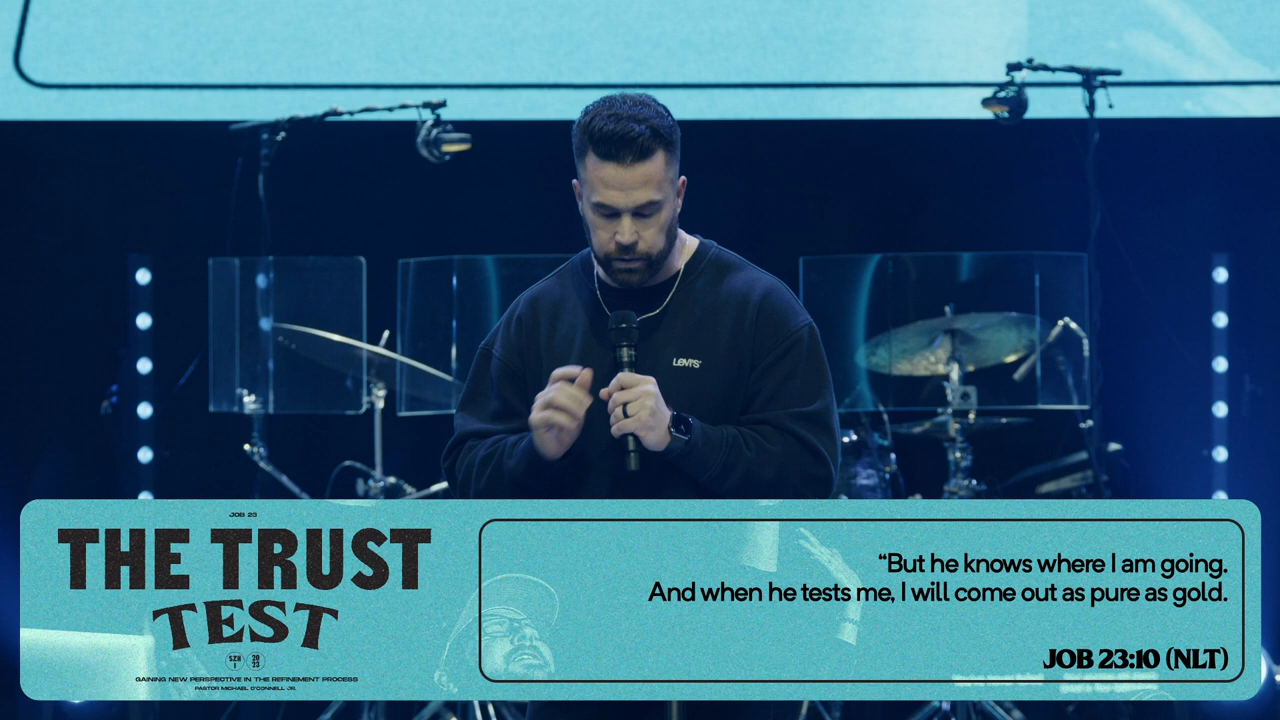 LEVI'S
JOB 23
THE TRUST
TEST
SZN
1
20
23
GAINING NEW PERSPECTIVE IN THE REFINEMENT PROCESS
PASTOR MICHAEL O'CONNELL JR.
“But he knows where I am going.
And when he tests me, I will come out as pure as gold.
JOB 23:10 (NLT)